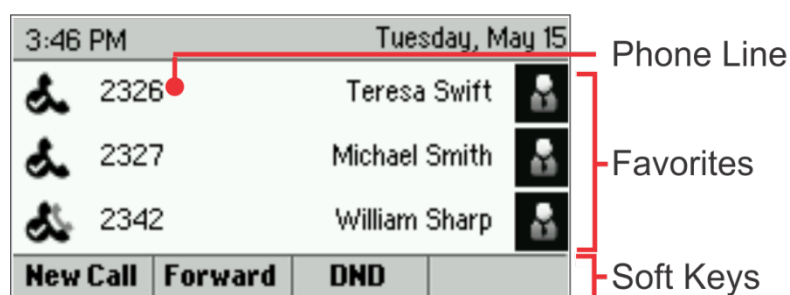 3:46 PM Tuesday, May 15
Phone Line
2326 Teresa Swift
2327 Michael Smith
Favorites
2342 William Sharp
New Call Forward DND
Soft Keys